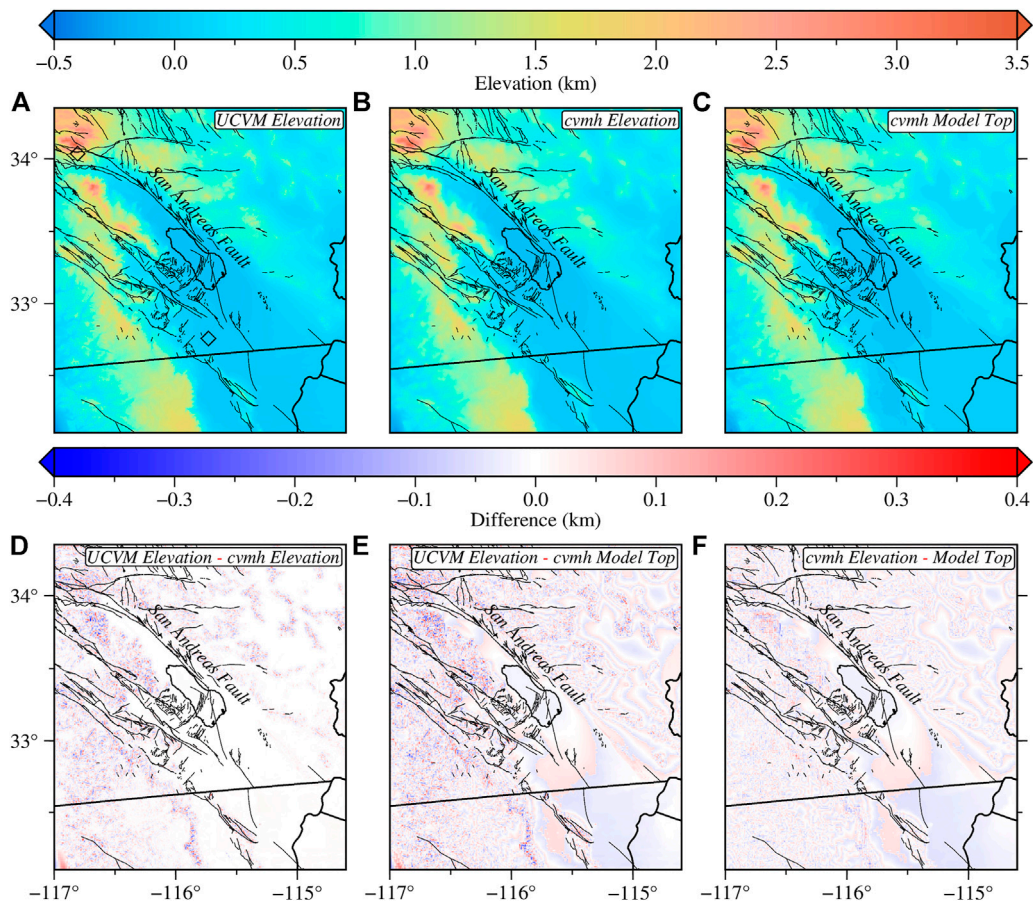 −0.5 0.0 0.5 1.0 1.5 2.0 2.5 3.0 3.5
Elevation (km)
A B C
UCVM Elevation cvmh Elevation cvmh Model Top
34°
San Andreas Fault San Andreas Fault San Andreas Fault
33°
−0.4 −0.3 −0.2 −0.1 0.0 0.1 0.2 0.3 0.4
Difference (km)
D E F
UCVM Elevation - cvmh Elevation UCVM Elevation - cvmh Model Top cvmh Elevation - Model Top
34°
San Andreas Fault San Andreas Fault San Andreas Fault
33°
−117° −116° −117° −116° −117° −116° −115°